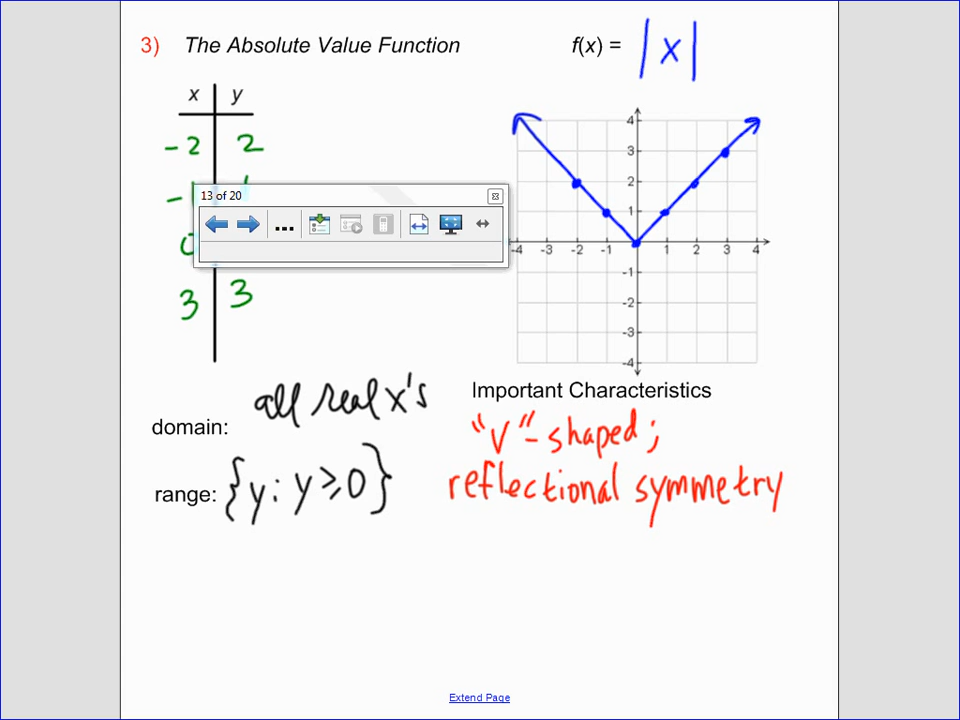 3) The Absolute Value Function f(x) = |x|
x y
-2 2
-1
0
3 3
13 of 20
...
4
3
2
1
-4 -3 -2 -1 1 2 3 4
-1
-2
-3
-4
domain: all real x's
range: {y: y ≥ 0}
Important Characteristics
"V"-shaped;
reflectional symmetry
Extend Page